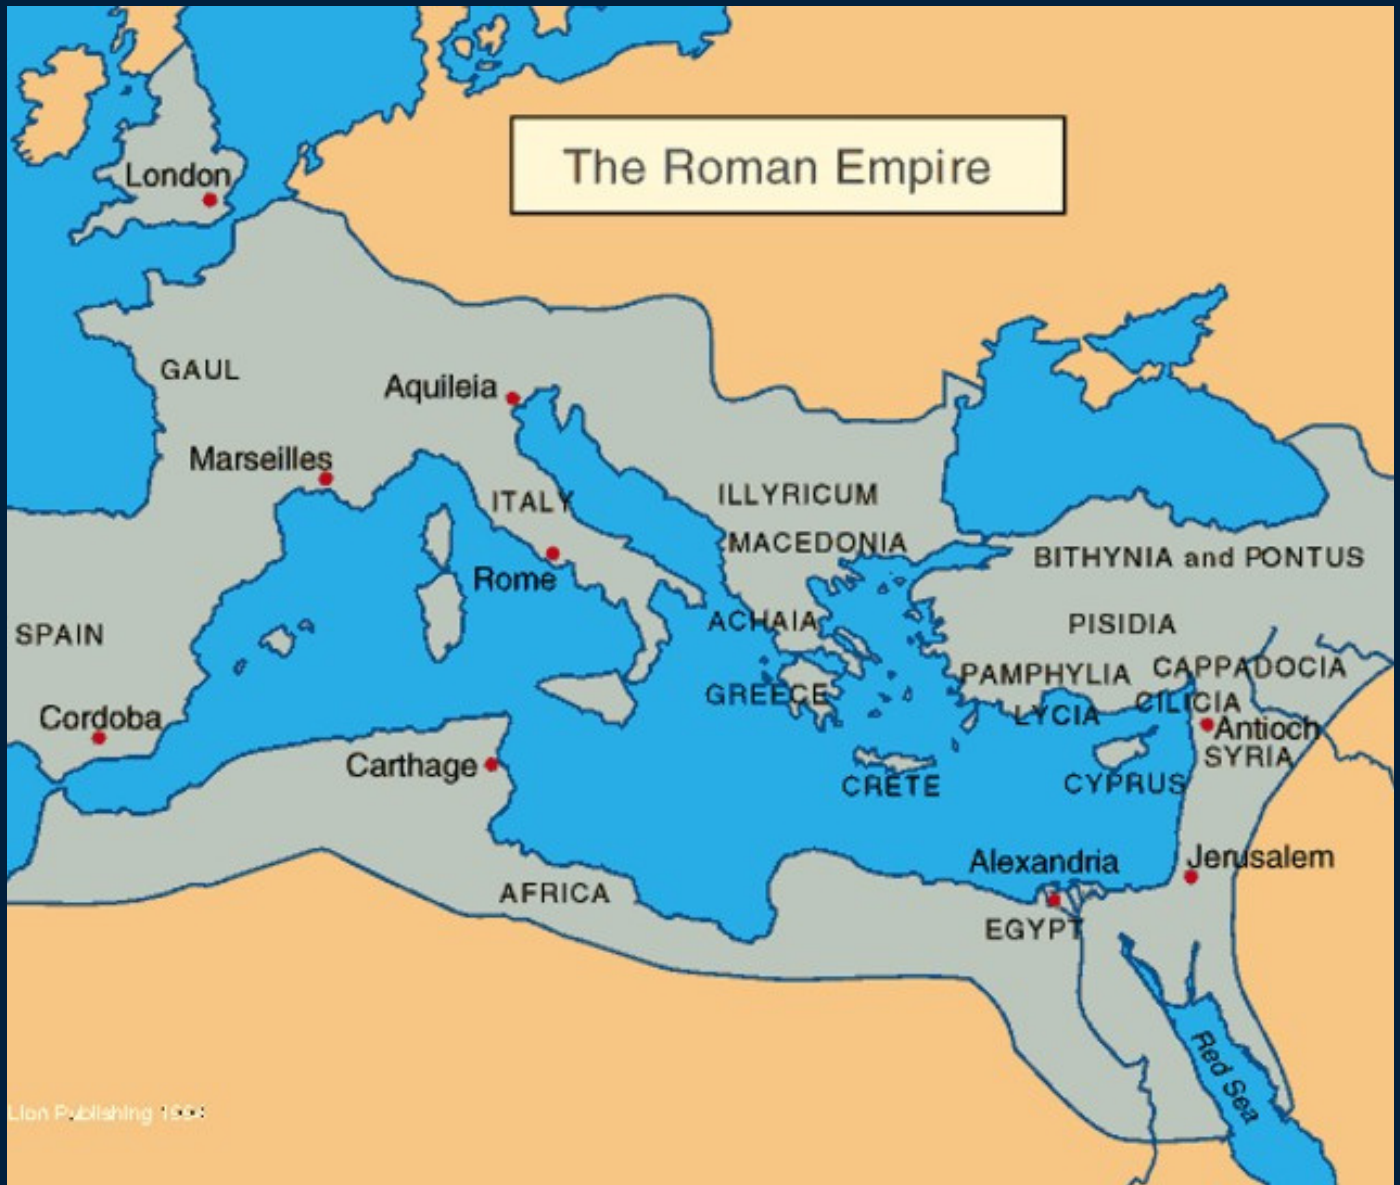 The Roman Empire
London
GAUL
Aquileia
Marseilles
ITALY
ILLYRICUM
MACEDONIA
BITHYNIA and PONTUS
Rome
SPAIN
ACHAIA
PISIDIA
PAMPHYLIA
CAPPADOCIA
GREECE
CILICIA
LYCIA
Cordoba
Antioch
Carthage
SYRIA
CRETE
CYPRUS
Alexandria
Jerusalem
AFRICA
EGYPT
Red Sea
Lion Publishing